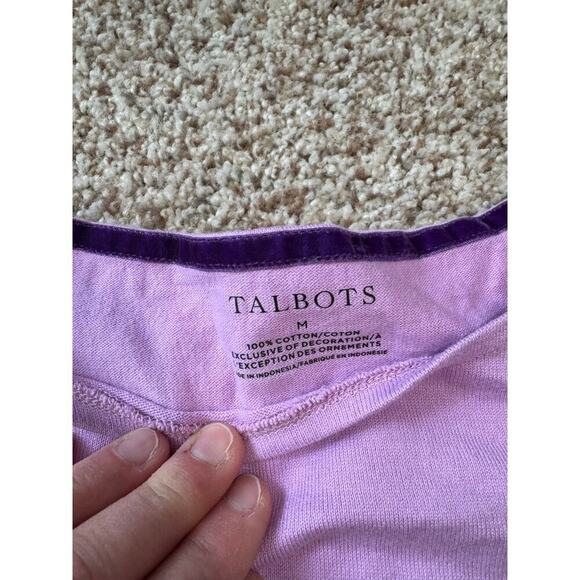 TALBOTS
M
100% COTTON/COTON
EXCLUSIVE OF DECORATION/À
L'EXCEPTION DES ORNEMENTS
IN INDONESIA/FABRIQUÉ EN INDONÉSIE